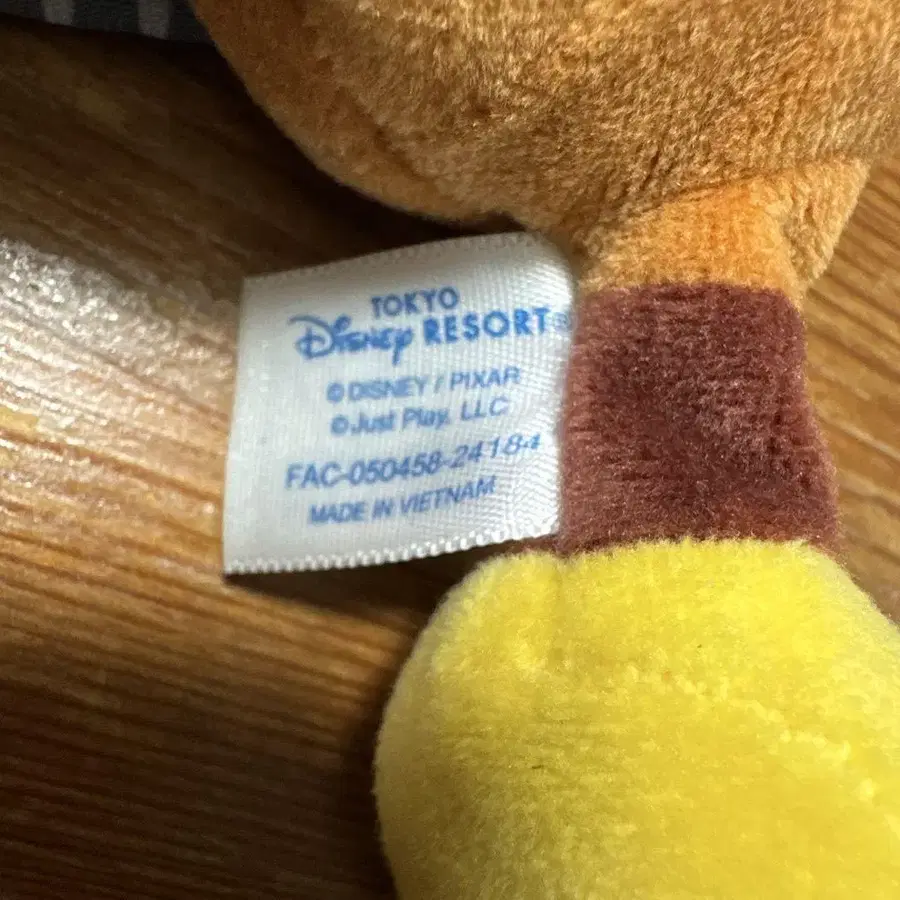 TOKYO
Disney RESORT®
© DISNEY / PIXAR
© Just Play, LLC
FAC-050458-24184
MADE IN VIETNAM